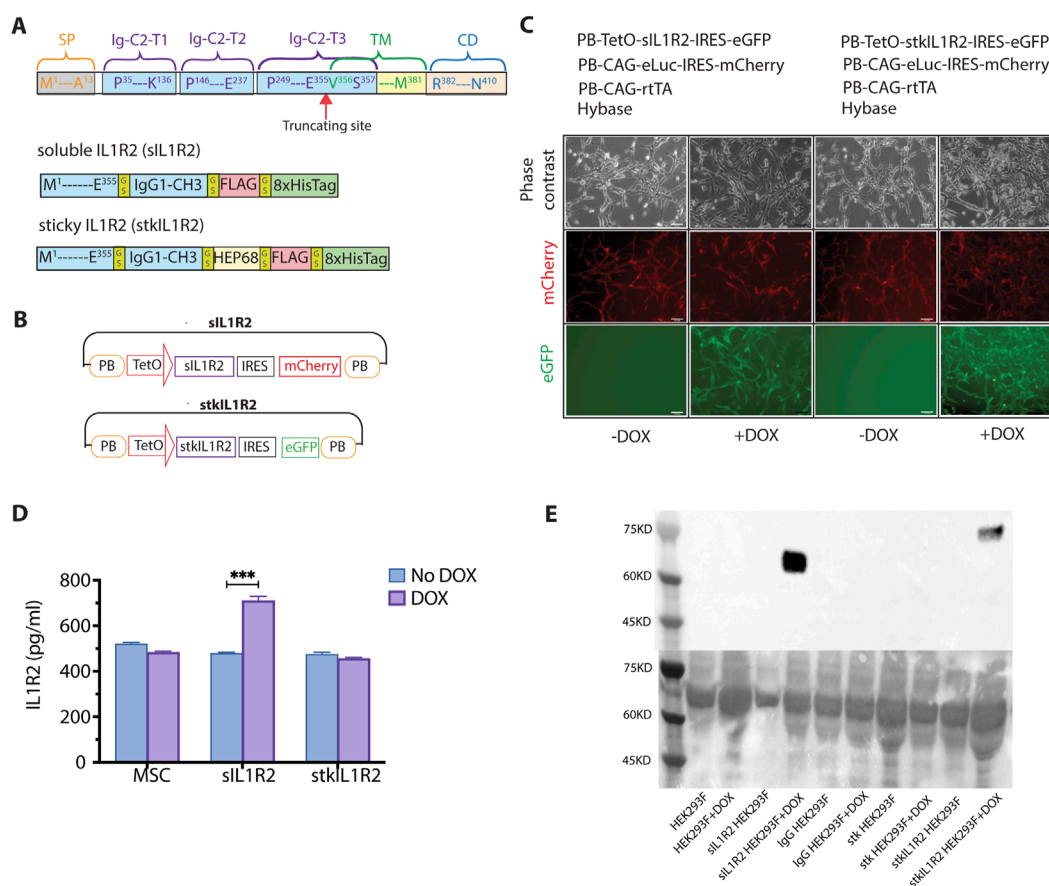 A
SP
Ig-C2-T1
Ig-C2-T2
Ig-C2-T3
TM
CD
M¹---A¹³
P³⁵---K¹³⁶
P¹⁴⁶---E²³⁷
P²⁴⁹---E³⁵⁵
V³⁵⁶S³⁵⁷
---M³⁸¹
R³⁸²---N⁴¹⁰
Truncating site
soluble IL1R2 (sIL1R2)
M¹------E³⁵⁵ GS IgG1-CH3 GS FLAG GS 8xHisTag
sticky IL1R2 (stkIL1R2)
M¹------E³⁵⁵ GS IgG1-CH3 GS HEP68 GS FLAG GS 8xHisTag
B
sIL1R2
PB TetO sIL1R2 IRES mCherry PB
stkIL1R2
PB TetO stkIL1R2 IRES eGFP PB
C
PB-TetO-sIL1R2-IRES-eGFP
PB-CAG-eLuc-IRES-mCherry
PB-CAG-rtTA
Hybase
PB-TetO-stkIL1R2-IRES-eGFP
PB-CAG-eLuc-IRES-mCherry
PB-CAG-rtTA
Hybase
Phase
contrast
mCherry
eGFP
-DOX
+DOX
-DOX
+DOX
D
IL1R2 (pg/ml)
800
600
400
200
0
***
No DOX
DOX
MSC
sIL1R2
stkIL1R2
E
75KD
60KD
45KD
75KD
60KD
45KD
HEK293F
HEK293F+DOX
sIL1R2 HEK293F
sIL1R2 HEK293F+DOX
IgG HEK293F
IgG HEK293F+DOX
stk HEK293F
stk HEK293F+DOX
stkIL1R2 HEK293F
stkIL1R2 HEK293F+DOX